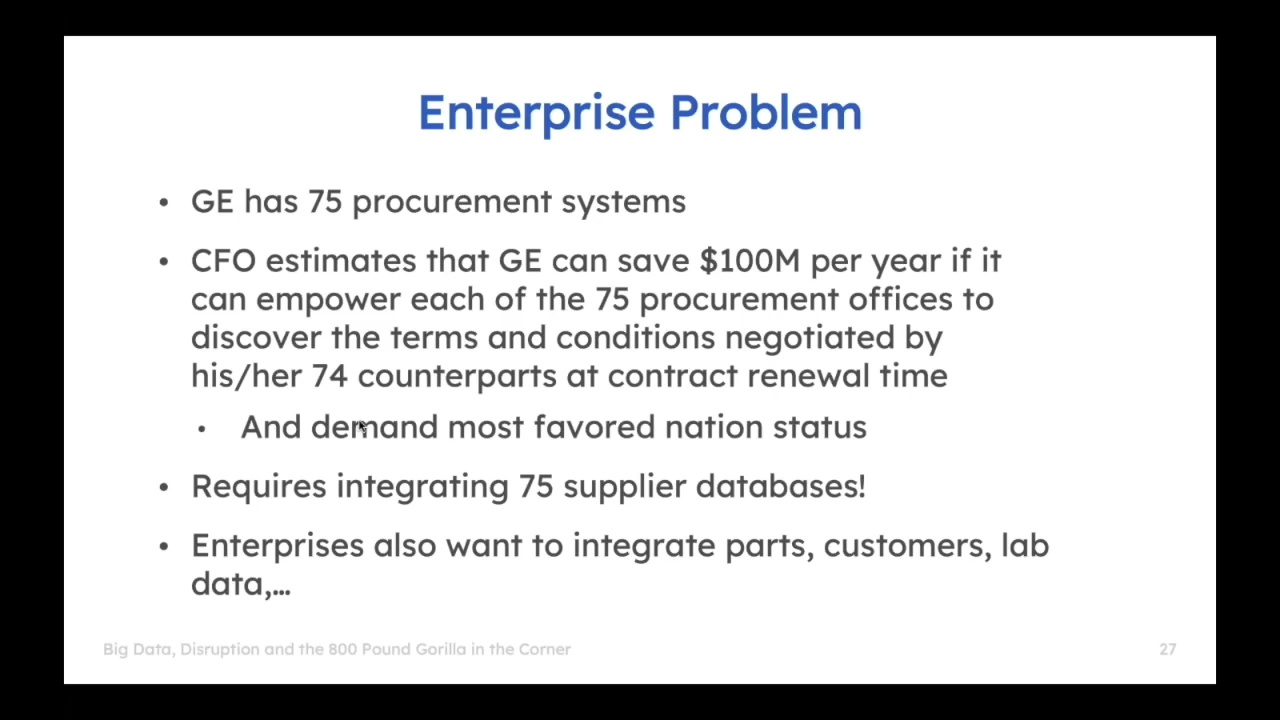 Enterprise Problem
• GE has 75 procurement systems
• CFO estimates that GE can save $100M per year if it
can empower each of the 75 procurement offices to
discover the terms and conditions negotiated by
his/her 74 counterparts at contract renewal time
• And demand most favored nation status
• Requires integrating 75 supplier databases!
• Enterprises also want to integrate parts, customers, lab
data,...
Big Data, Disruption and the 800 Pound Gorilla in the Corner
27